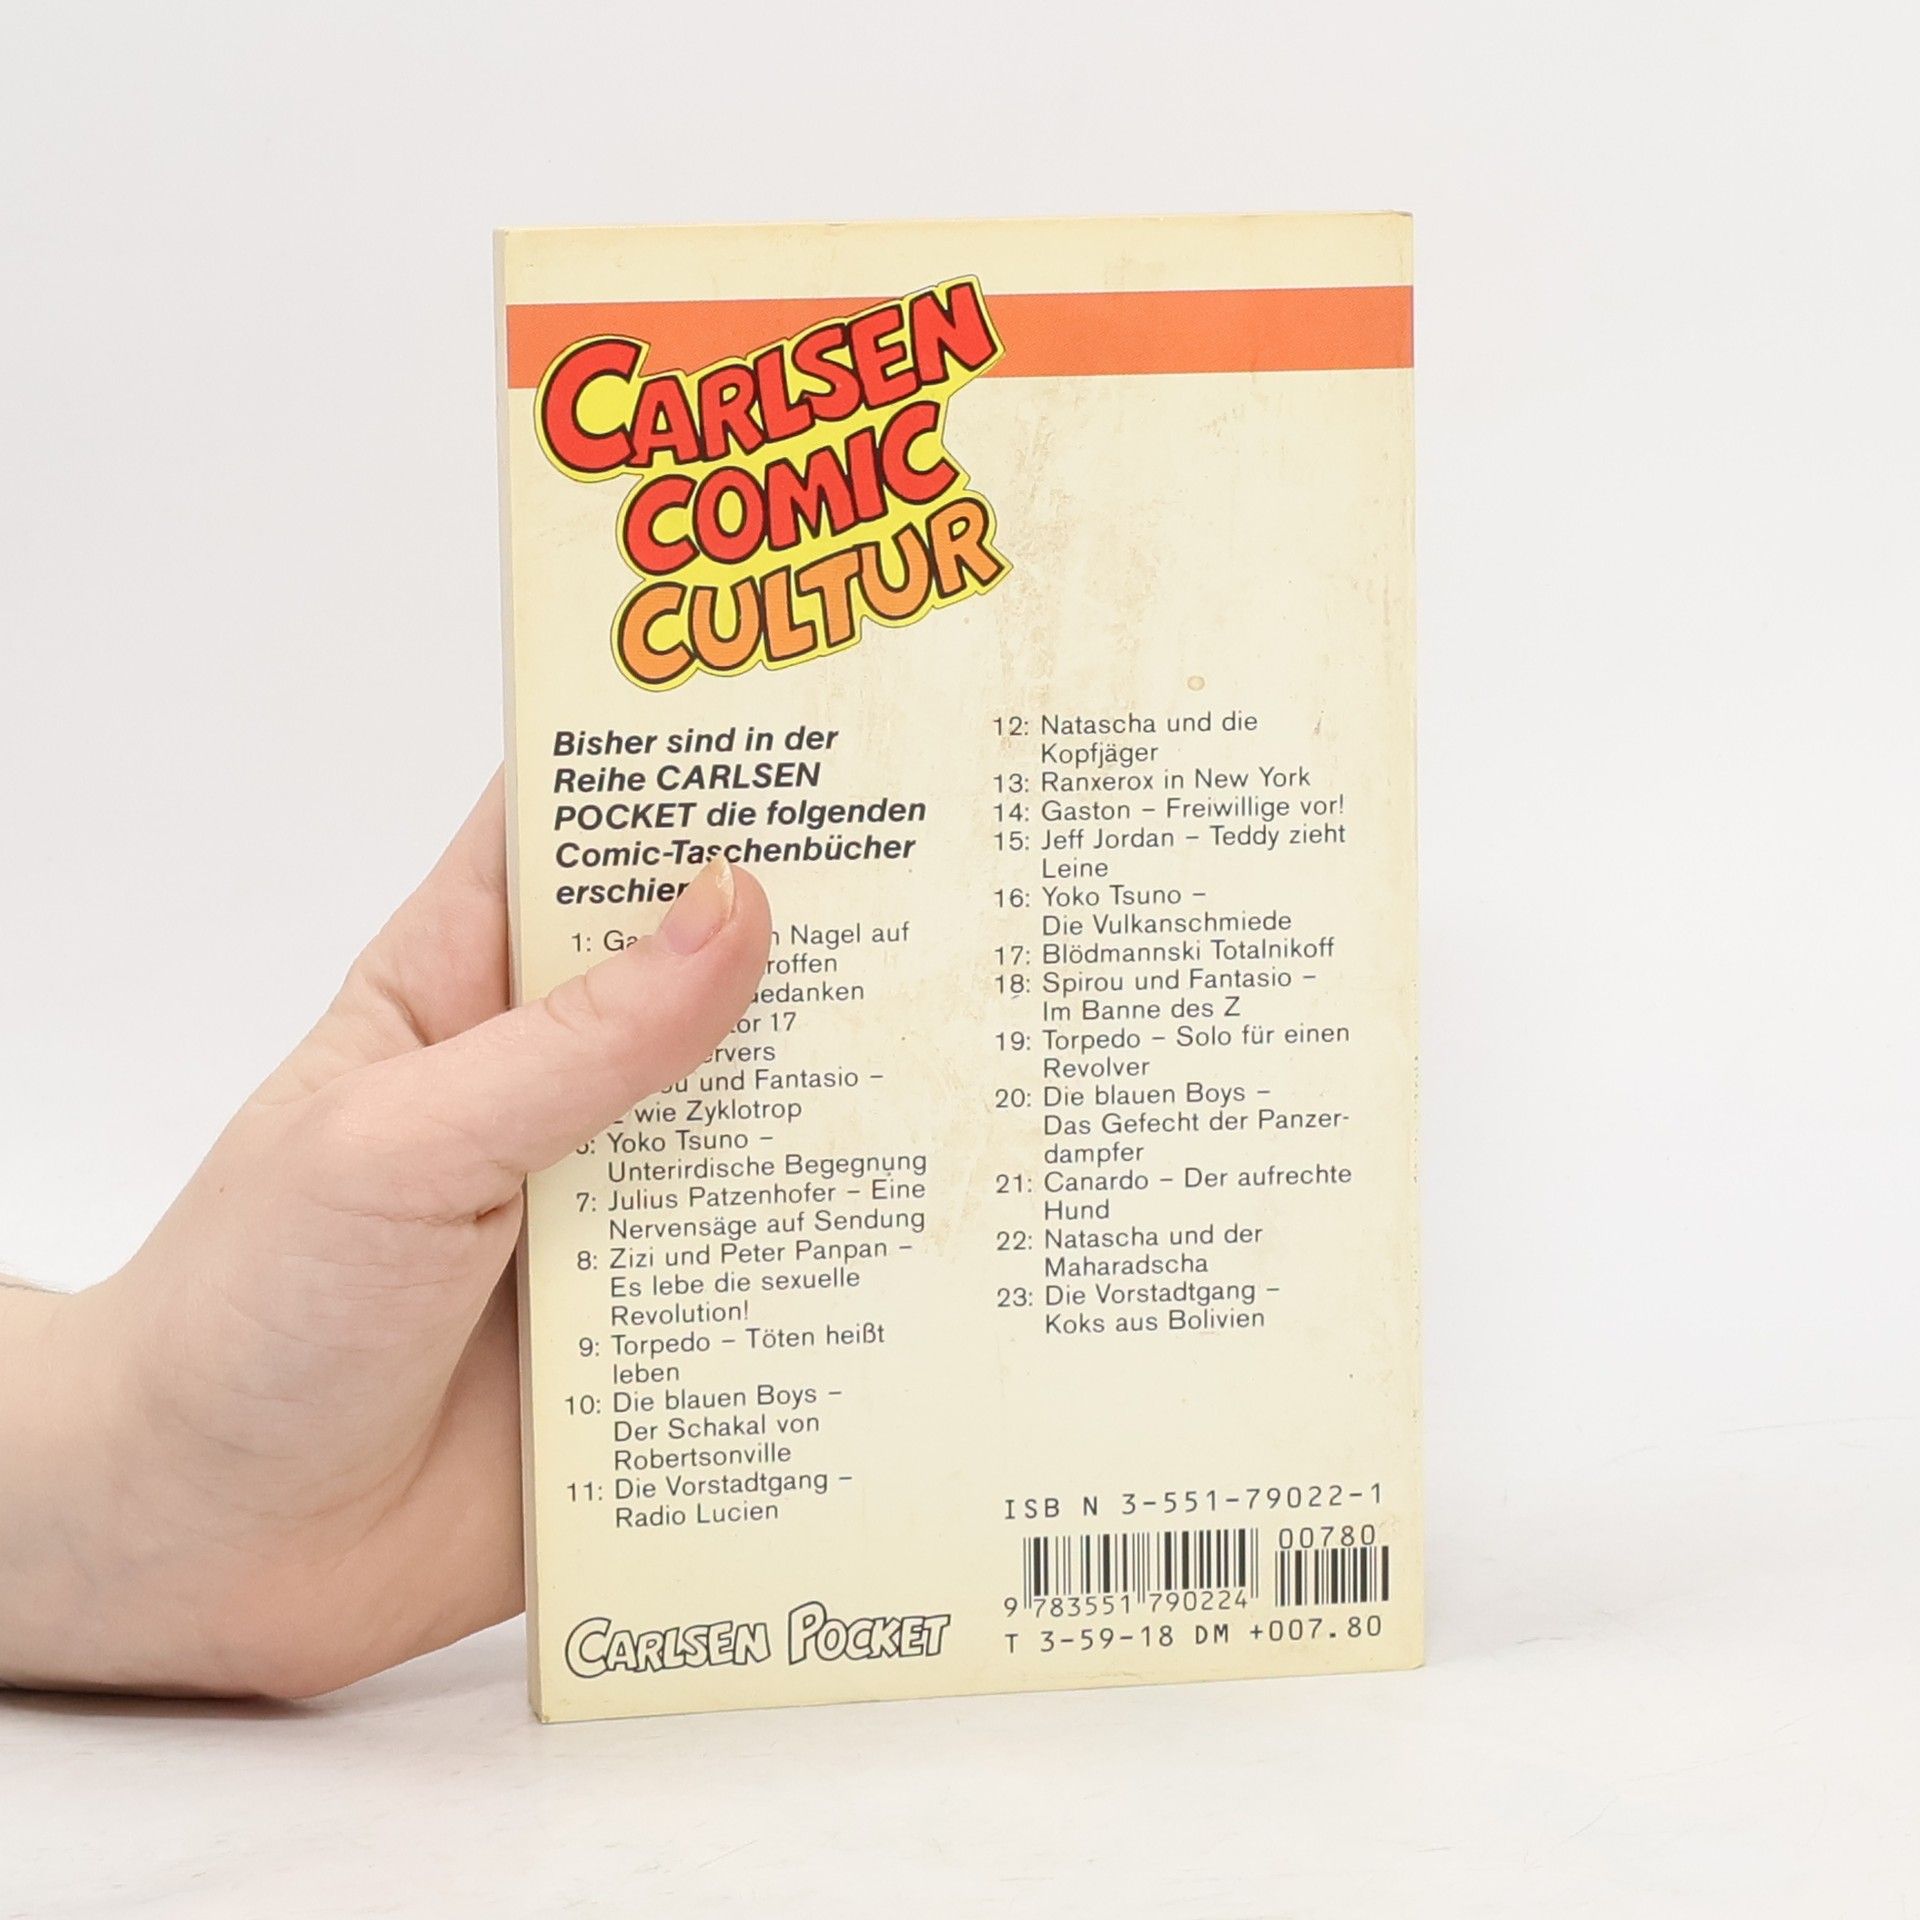 CARLSEN
COMIC
CULTUR
Bisher sind in der
Reihe CARLSEN
POCKET die folgenden
Comic-Taschenbücher
1: Nagel auf
17
und Fantasio –
wie Zyklotrop
Yoko Tsuno –
Unterirdische Begegnung
7: Julius Patzenhofer – Eine
Nervensäge auf Sendung
8: Zizi und Peter Panpan –
Es lebe die sexuelle
Revolution!
9: Torpedo – Töten heißt
leben
10: Die blauen Boys –
Der Schakal von
Robertsonville
11: Die Vorstadtgang –
Radio Lucien
12: Natascha und die
Kopfjäger
13: Ranxerox in New York
14: Gaston – Freiwillige vor!
15: Jeff Jordan – Teddy zieht
Leine
16: Yoko Tsuno –
Die Vulkanschmiede
17: Blödmannski Totalnikoff
18: Spirou und Fantasio –
Im Banne des Z
19: Torpedo – Solo für einen
Revolver
20: Die blauen Boys –
Das Gefecht der Panzer-
dampfer
21: Canardo – Der aufrechte
Hund
22: Natascha und der
Maharadscha
23: Die Vorstadtgang –
Koks aus Bolivien
ISB N 3-551-79022-1
00780
9 783551 790224
T 3-59-18 DM +007.80
CARLSEN POCKET